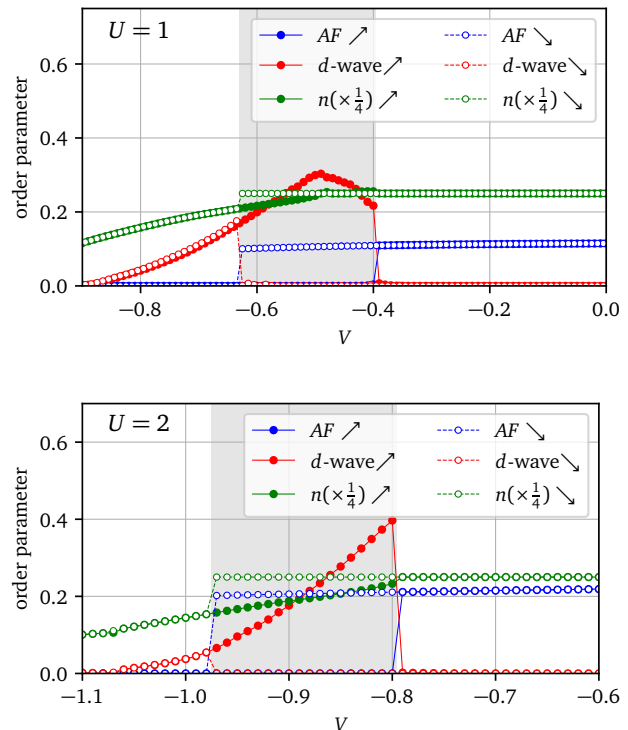 U = 1
AF ↗ AF ↘
d-wave ↗ d-wave ↘
n(×1/4) ↗ n(×1/4) ↘
order parameter
0.6
0.4
0.2
0.0
−0.8 −0.6 −0.4 −0.2 0.0
V
U = 2
AF ↗ AF ↘
d-wave ↗ d-wave ↘
n(×1/4) ↗ n(×1/4) ↘
order parameter
0.6
0.4
0.2
0.0
−1.1 −1.0 −0.9 −0.8 −0.7 −0.6
V